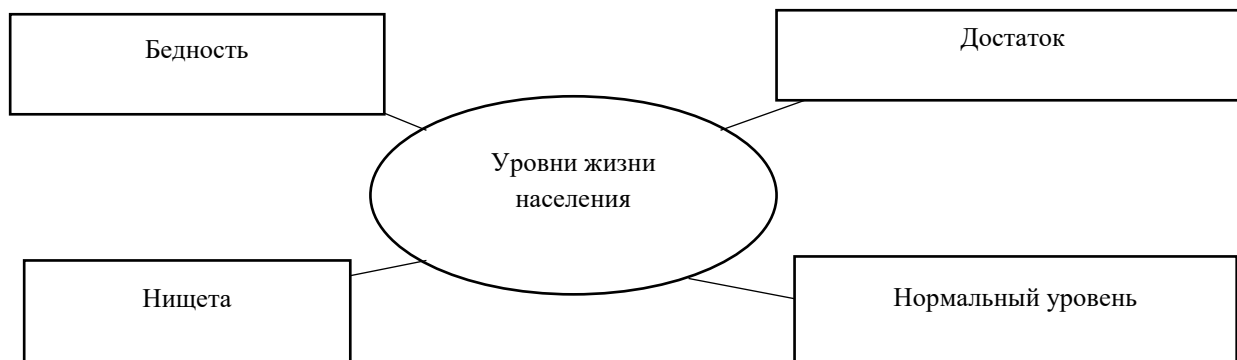 Бедность
Достаток
Уровни жизни
населения
Нищета
Нормальный уровень